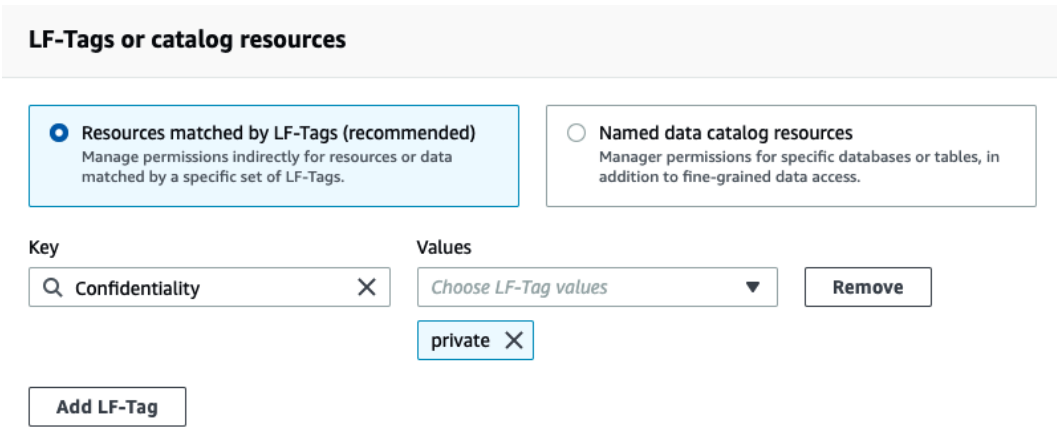 LF-Tags or catalog resources
Resources matched by LF-Tags (recommended)
Manage permissions indirectly for resources or data
matched by a specific set of LF-Tags.
Named data catalog resources
Manager permissions for specific databases or tables, in
addition to fine-grained data access.
Key
Values
Confidentiality
Choose LF-Tag values
Remove
private
Add LF-Tag